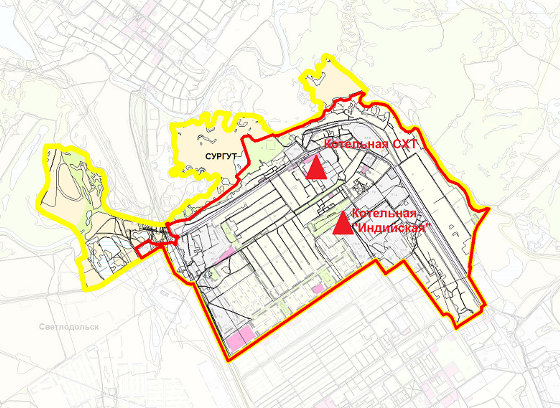 Котельная СХТ
СУРГУТ
Котельная
"Индийская"
Светлодольск